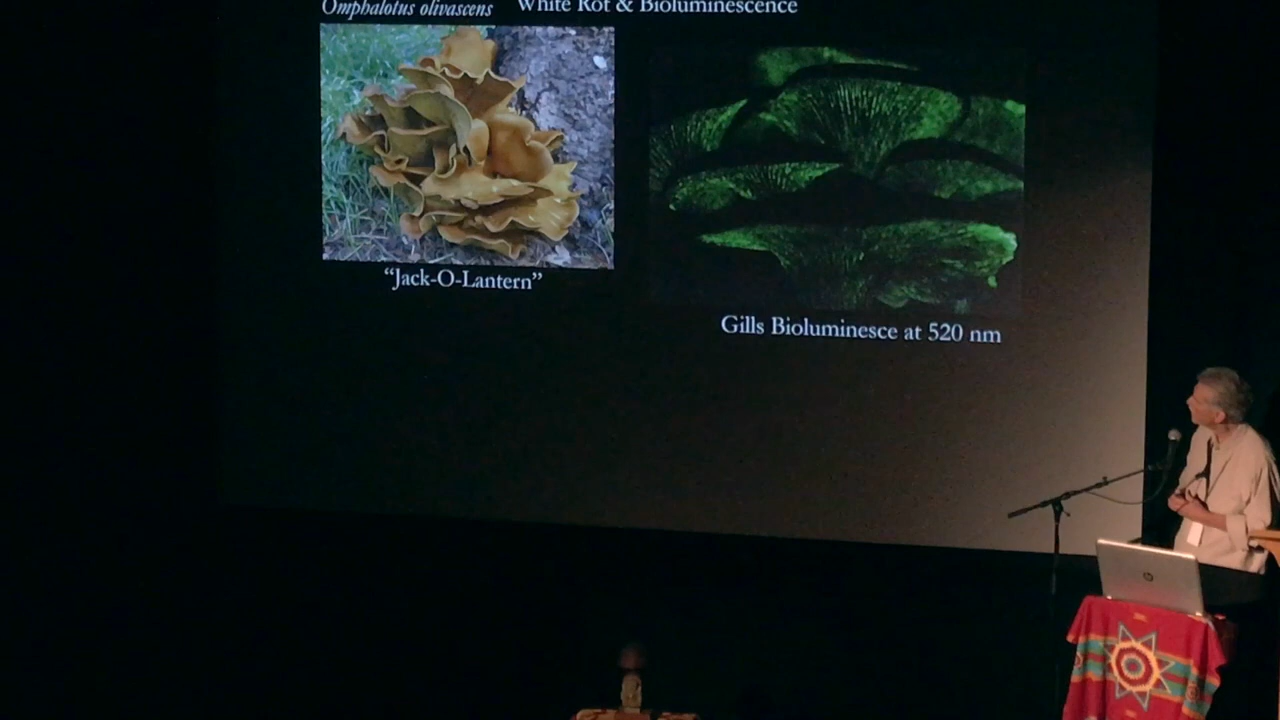 Omphalotus olivascens White Rot & Bioluminescence
“Jack-O-Lantern”
Gills Bioluminesce at 520 nm